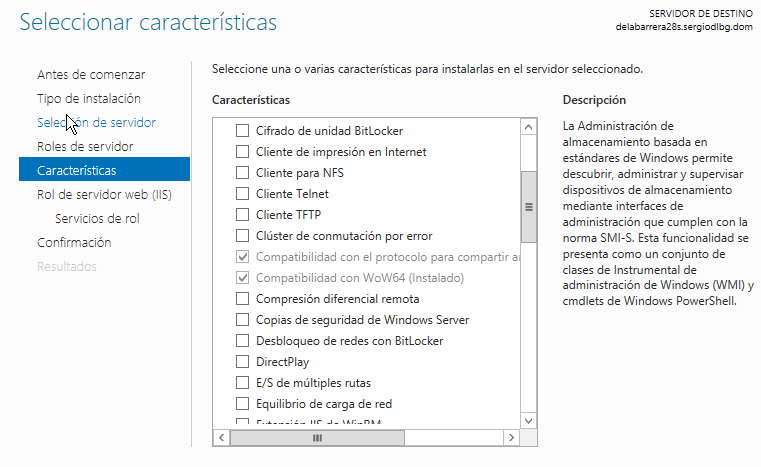 Seleccionar características
SERVIDOR DE DESTINO
delabarrera28s.sergiodlbg.dom
Antes de comenzar
Tipo de instalación
Selección de servidor
Roles de servidor
Características
Rol de servidor web (IIS)
Servicios de rol
Confirmación
Resultados
Seleccione una o varias características para instalarlas en el servidor seleccionado.
Características
Cifrado de unidad BitLocker
Cliente de impresión en Internet
Cliente para NFS
Cliente Telnet
Cliente TFTP
Clúster de conmutación por error
Compatibilidad con el protocolo para compartir ar
Compatibilidad con WoW64 (Instalado)
Compresión diferencial remota
Copias de seguridad de Windows Server
Desbloqueo de redes con BitLocker
DirectPlay
E/S de múltiples rutas
Equilibrio de carga de red
Extensión IIS de WinRM
Descripción
La Administración de
almacenamiento basada en
estándares de Windows permite
descubrir, administrar y supervisar
dispositivos de almacenamiento
mediante interfaces de
administración que cumplen con la
norma SMI-S. Esta funcionalidad se
presenta como un conjunto de
clases de Instrumental de
administración de Windows (WMI) y
cmdlets de Windows PowerShell.